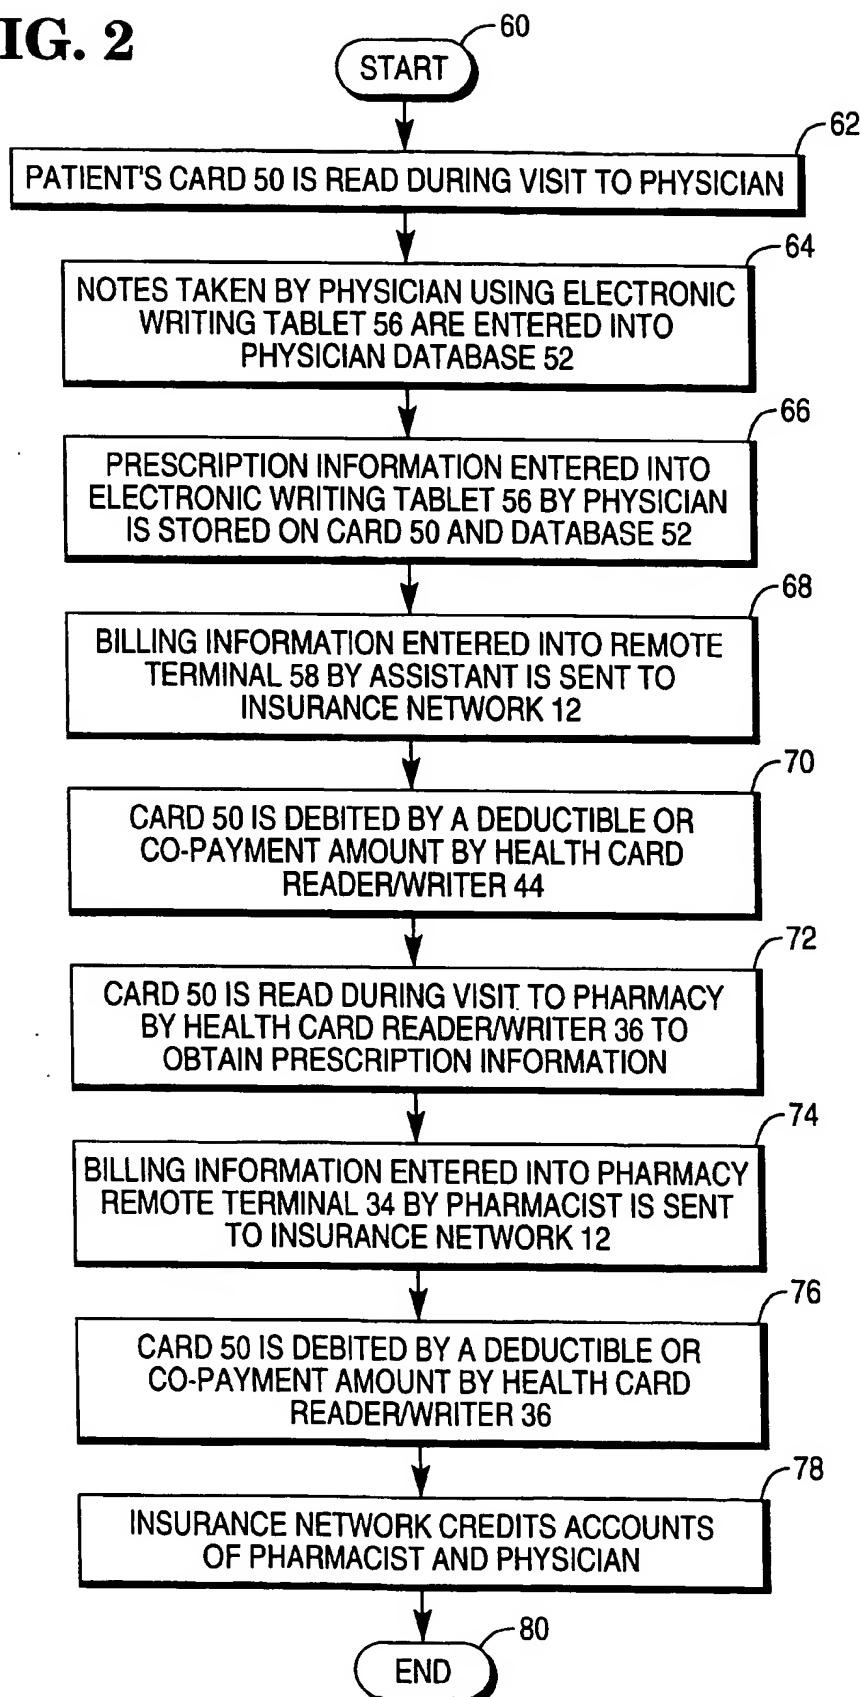 IG. 2
60
START
62
PATIENT'S CARD 50 IS READ DURING VISIT TO PHYSICIAN
64
NOTES TAKEN BY PHYSICIAN USING ELECTRONIC
WRITING TABLET 56 ARE ENTERED INTO
PHYSICIAN DATABASE 52
66
PRESCRIPTION INFORMATION ENTERED INTO
ELECTRONIC WRITING TABLET 56 BY PHYSICIAN
IS STORED ON CARD 50 AND DATABASE 52
68
BILLING INFORMATION ENTERED INTO REMOTE
TERMINAL 58 BY ASSISTANT IS SENT TO
INSURANCE NETWORK 12
70
CARD 50 IS DEBITED BY A DEDUCTIBLE OR
CO-PAYMENT AMOUNT BY HEALTH CARD
READER/WRITER 44
72
CARD 50 IS READ DURING VISIT TO PHARMACY
BY HEALTH CARD READER/WRITER 36 TO
OBTAIN PRESCRIPTION INFORMATION
74
BILLING INFORMATION ENTERED INTO PHARMACY
REMOTE TERMINAL 34 BY PHARMACIST IS SENT
TO INSURANCE NETWORK 12
76
CARD 50 IS DEBITED BY A DEDUCTIBLE OR
CO-PAYMENT AMOUNT BY HEALTH CARD
READER/WRITER 36
78
INSURANCE NETWORK CREDITS ACCOUNTS
OF PHARMACIST AND PHYSICIAN
80
END